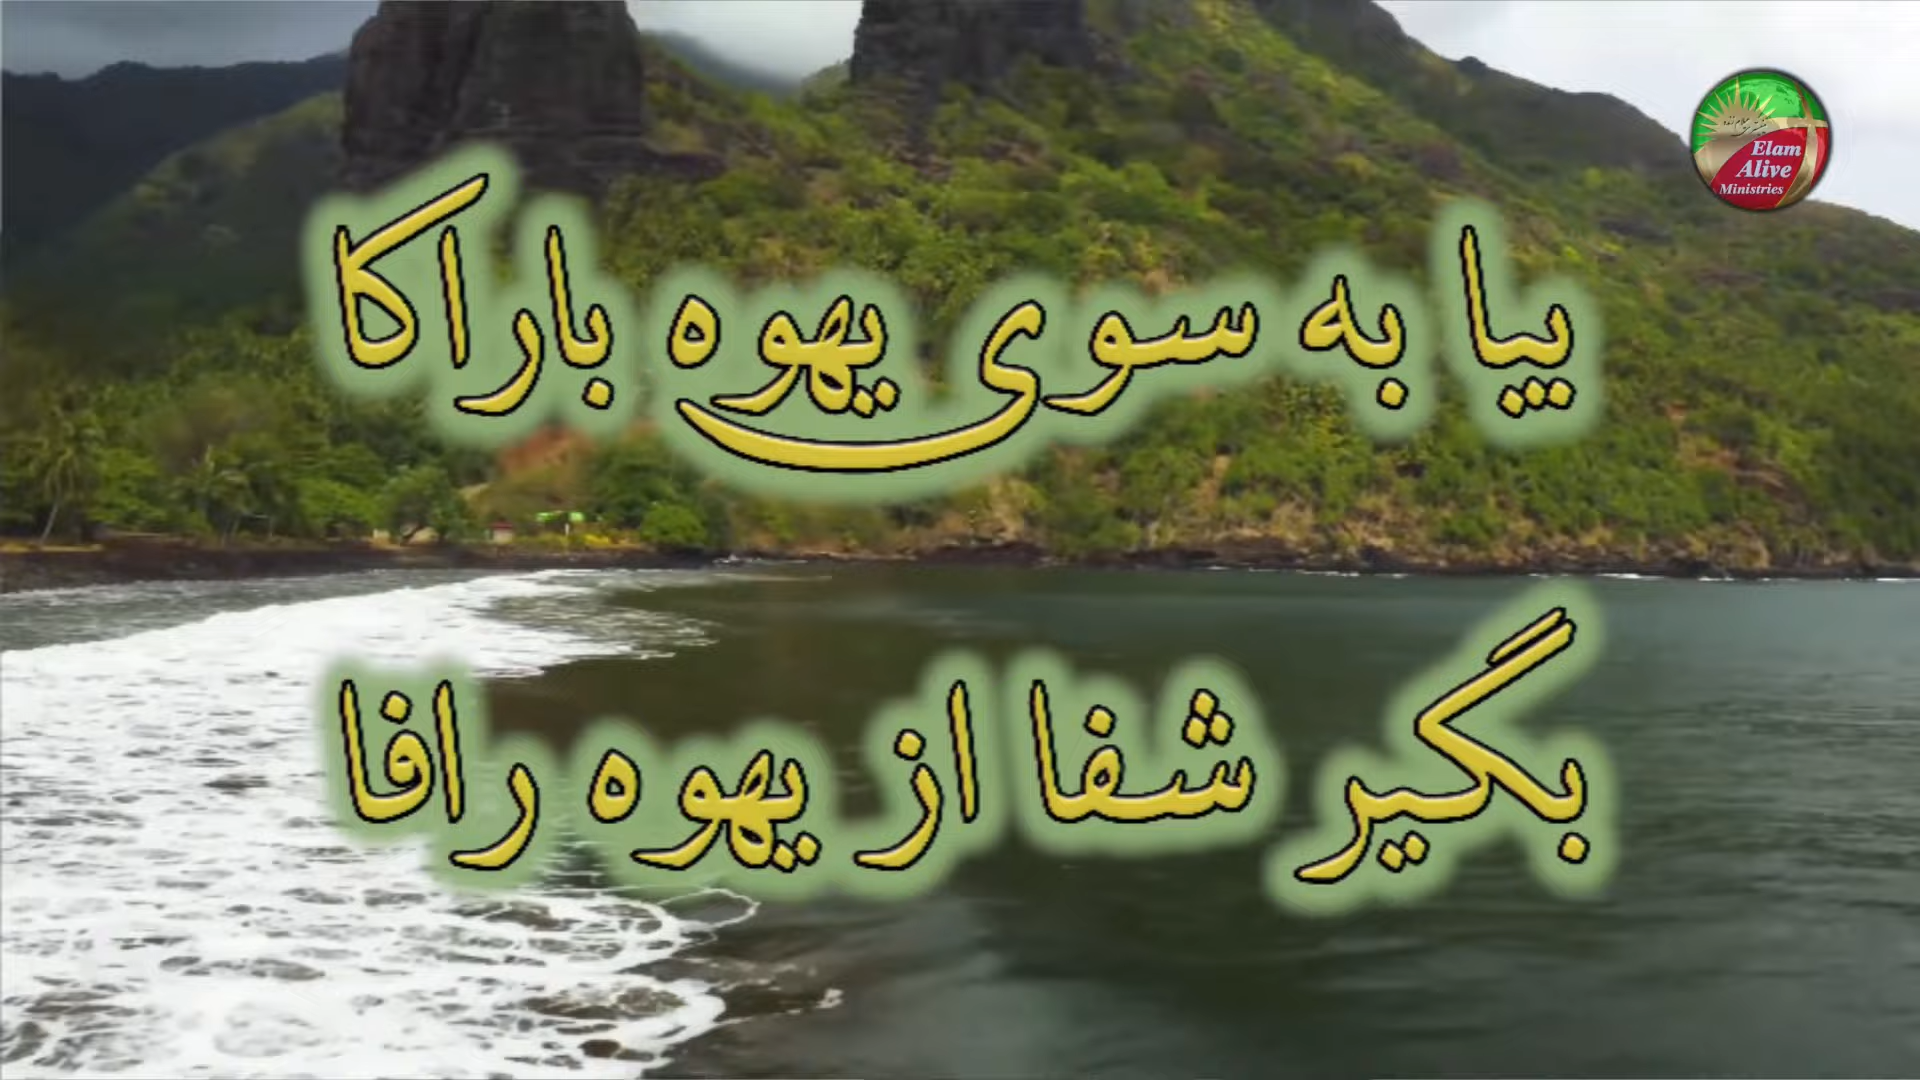 بیا به سوی یهوه باراکا
بگیر شفا از یهوه رافا
Elam
Alive
Ministries